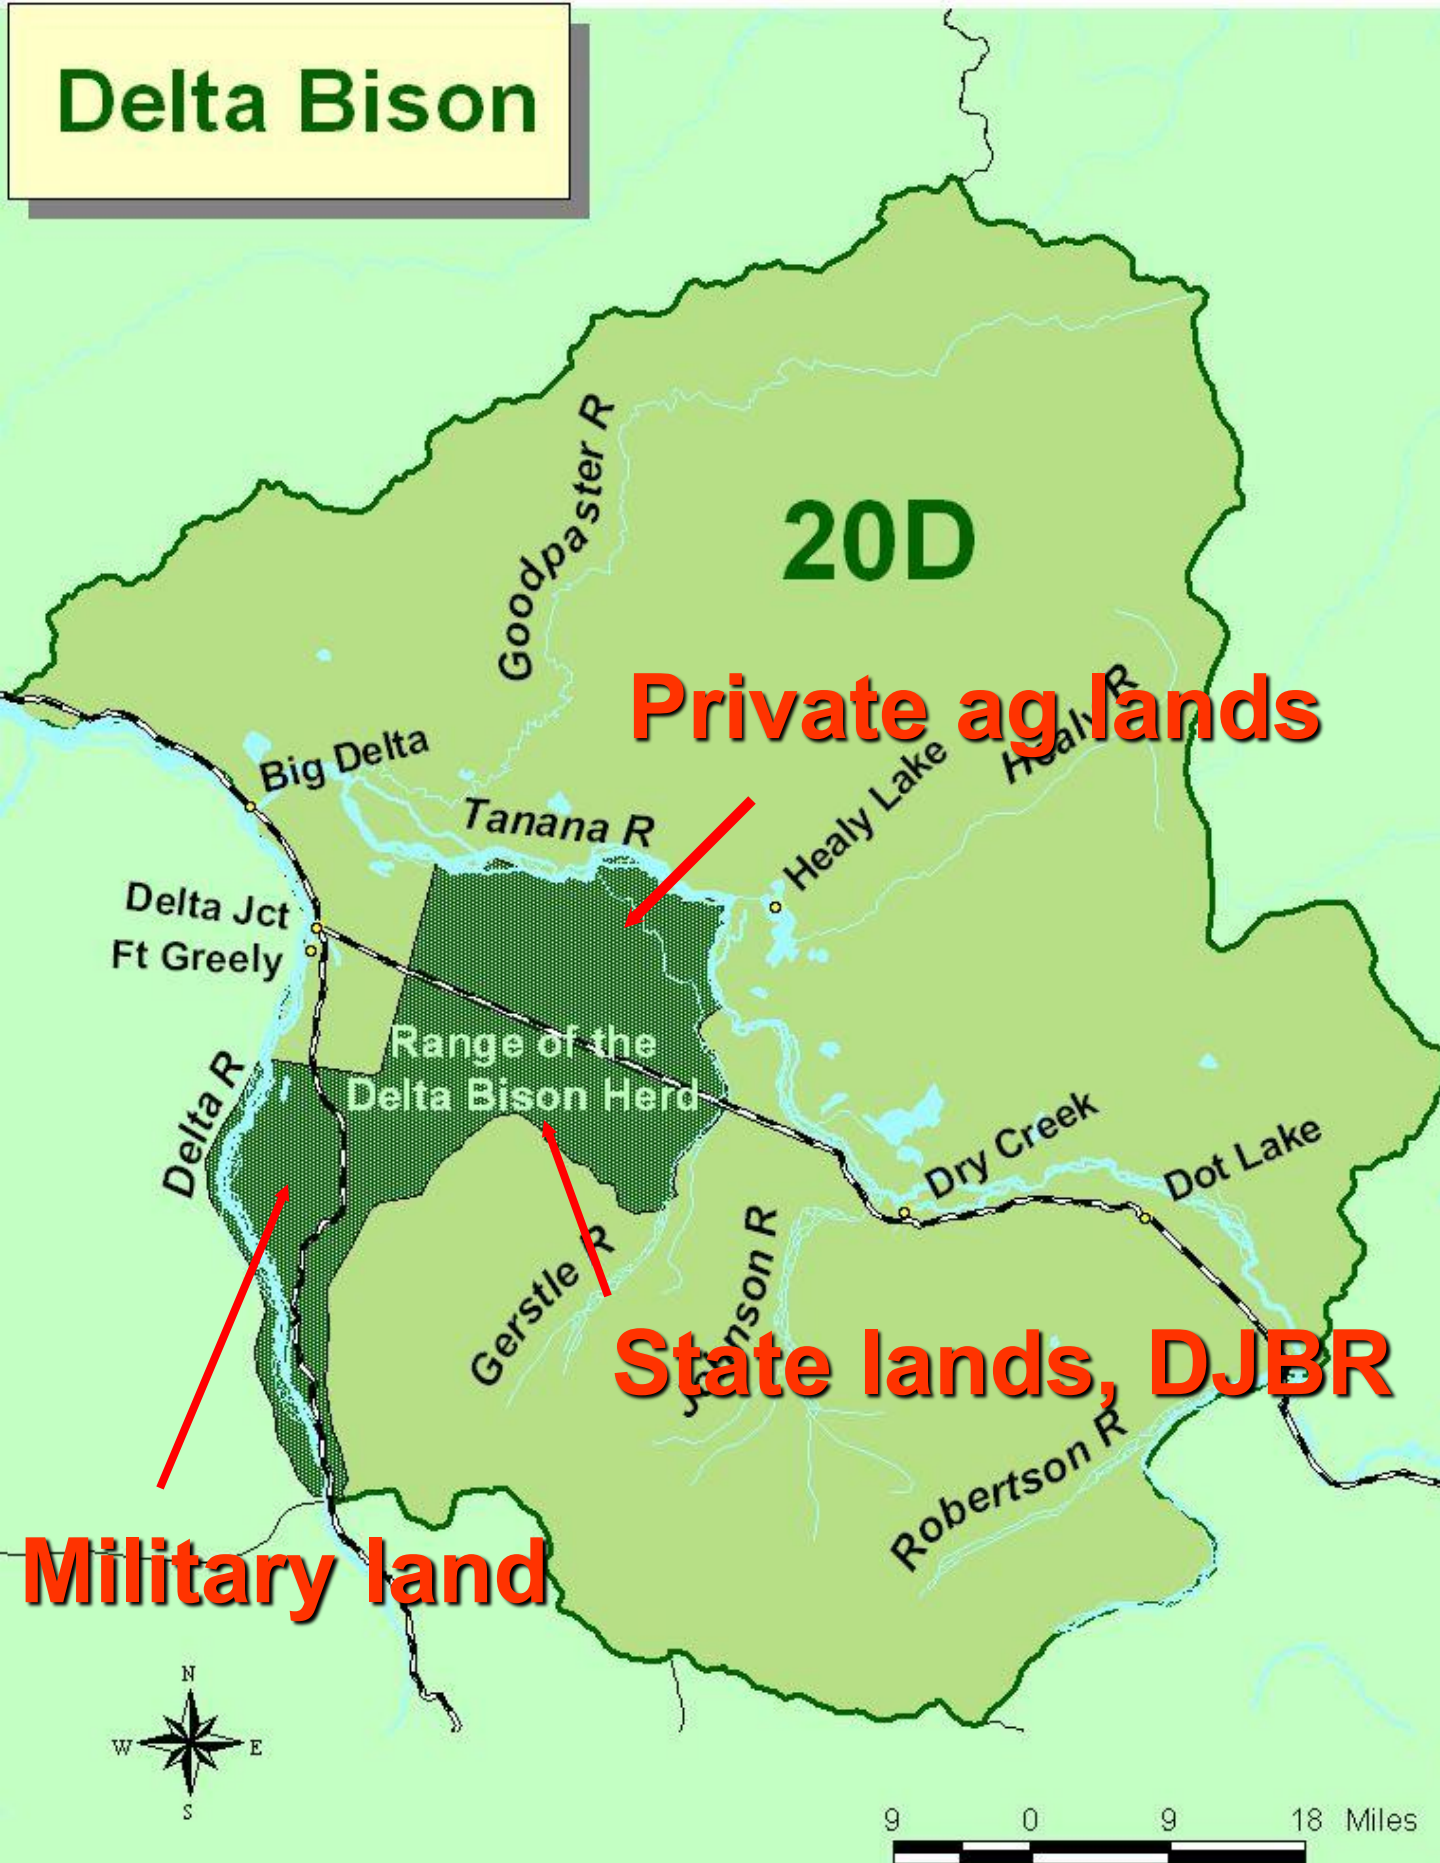 Delta Bison
Goodpaster R
20D
Private ag lands
Healy R
Big Delta
Healy Lake
Tanana R
Delta Jct
Ft Greely
Range of the
Delta Bison Herd
Delta R
Dry Creek
Dot Lake
Gerstle R
Johnson R
State lands, DJBR
Robertson R
Military land
N
W E
S
9 0 9 18 Miles